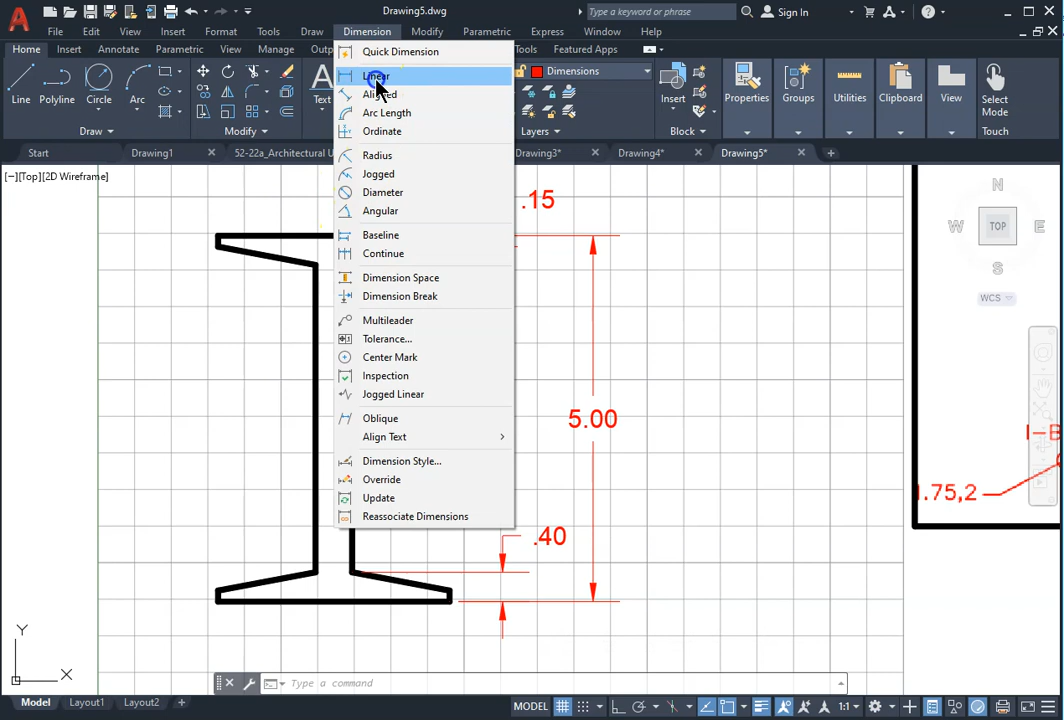 Drawing5.dwg
Type a keyword or phrase
Sign In
File
Edit
View
Insert
Format
Tools
Draw
Dimension
Modify
Parametric
Express
Window
Help
Home
Insert
Annotate
Parametric
View
Manage
Outp
Tools
Featured Apps
Line
Polyline
Circle
Arc
Text
Dimensions
Insert
Properties
Groups
Utilities
Clipboard
View
Select
Mode
Draw
Modify
Layers
Block
Touch
Start
Drawing1
52-22a_Architectural U
Drawing3*
Drawing4*
Drawing5*
Quick Dimension
Linear
Aligned
Arc Length
Ordinate
Radius
Jogged
Diameter
Angular
Baseline
Continue
Dimension Space
Dimension Break
Multileader
Tolerance...
Center Mark
Inspection
Jogged Linear
Oblique
Align Text
Dimension Style...
Override
Update
Reassociate Dimensions
[−][Top][2D Wireframe]
.15
5.00
.40
N
W
TOP
E
S
WCS
I-B
1.75,2
Y
X
Type a command
Model
Layout1
Layout2
MODEL
1:1